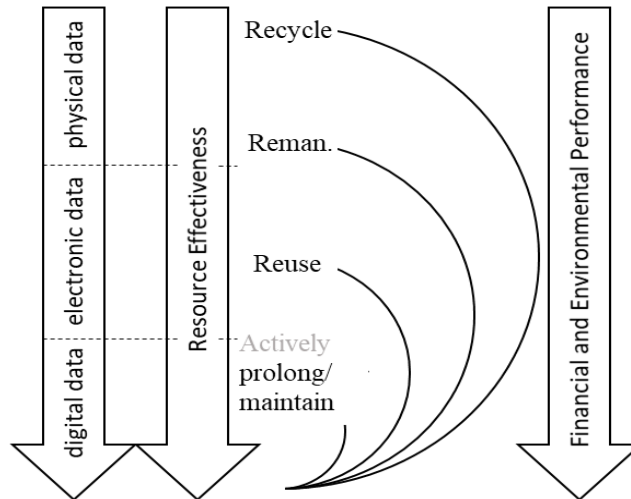 physical data
electronic data
digital data
Resource Effectiveness
Recycle
Reman.
Reuse
Actively
prolong/
maintain
Financial and Environmental Performance